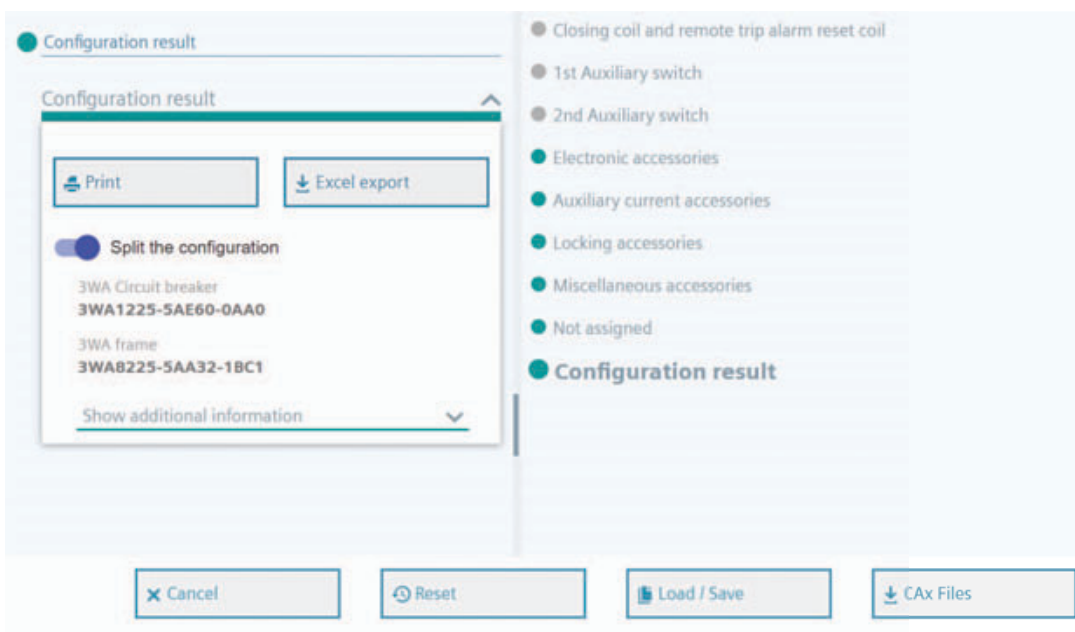 Configuration result
Configuration result
Print
Excel export
Split the configuration
3WA Circuit breaker
3WA1225-5AE60-0AA0
3WA frame
3WA8225-5AA32-1BC1
Show additional information
Closing coil and remote trip alarm reset coil
1st Auxiliary switch
2nd Auxiliary switch
Electronic accessories
Auxiliary current accessories
Locking accessories
Miscellaneous accessories
Not assigned
Configuration result
Cancel
Reset
Load / Save
CAx Files